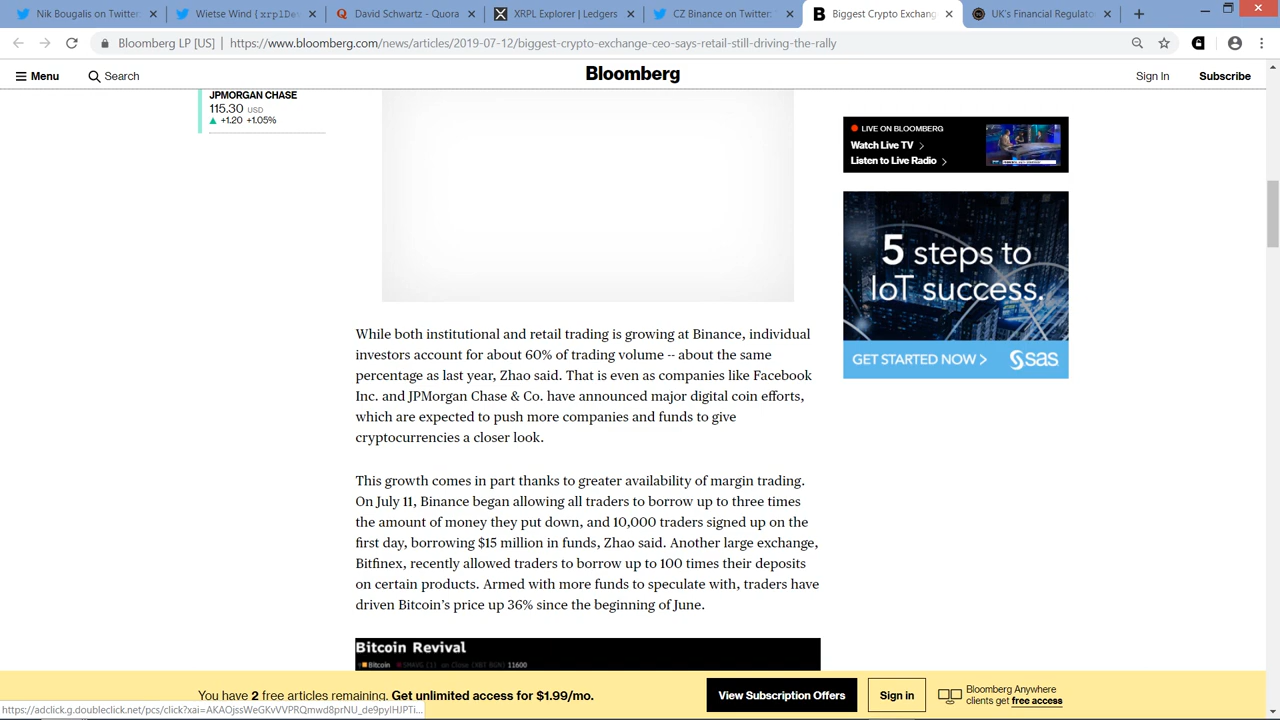 Nik Bougalis on Twitter:
Wietse Wind {.xrp1Dev
David Schwartz - Quora
XRPL Explorer | Ledgers
CZ Binance on Twitter:
Biggest Crypto Exchang
UK's Financial Regulato
Bloomberg LP [US] | https://www.bloomberg.com/news/articles/2019-07-12/biggest-crypto-exchange-ceo-says-retail-still-driving-the-rally
Menu
Search
Bloomberg
Sign In
Subscribe
JPMORGAN CHASE
115.30 USD
+1.20 +1.05%
LIVE ON BLOOMBERG
Watch Live TV
Listen to Live Radio
5 steps to
IoT success.
GET STARTED NOW >
sas
While both institutional and retail trading is growing at Binance, individual
investors account for about 60% of trading volume -- about the same
percentage as last year, Zhao said. That is even as companies like Facebook
Inc. and JPMorgan Chase & Co. have announced major digital coin efforts,
which are expected to push more companies and funds to give
cryptocurrencies a closer look.
This growth comes in part thanks to greater availability of margin trading.
On July 11, Binance began allowing all traders to borrow up to three times
the amount of money they put down, and 10,000 traders signed up on the
first day, borrowing $15 million in funds, Zhao said. Another large exchange,
Bitfinex, recently allowed traders to borrow up to 100 times their deposits
on certain products. Armed with more funds to speculate with, traders have
driven Bitcoin's price up 36% since the beginning of June.
Bitcoin Revival
Bitcoin 11600
You have 2 free articles remaining. Get unlimited access for $1.99/mo.
View Subscription Offers
Sign in
Bloomberg Anywhere
clients get free access